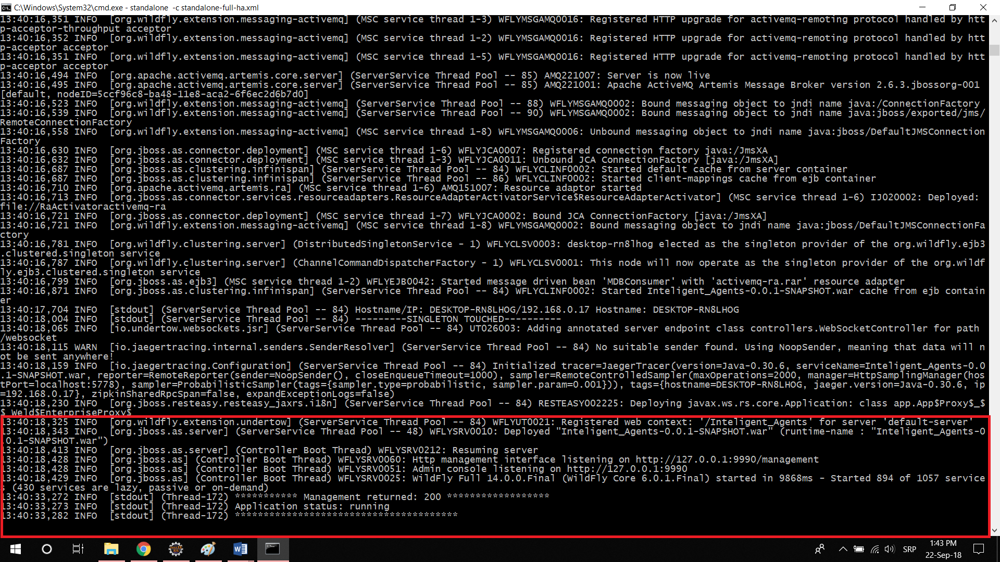 C:\Windows\System32\cmd.exe - standalone  -c standalone-full-ha.xml
13:40:16,351 INFO  [org.wildfly.extension.messaging-activemq] (MSC service thread 1-3) WFLYMSGAMQ0016: Registered HTTP upgrade for activemq-remoting protocol handled by htt
p-acceptor-throughput acceptor
13:40:16,352 INFO  [org.wildfly.extension.messaging-activemq] (MSC service thread 1-2) WFLYMSGAMQ0016: Registered HTTP upgrade for activemq-remoting protocol handled by htt
p-acceptor acceptor
13:40:16,351 INFO  [org.wildfly.extension.messaging-activemq] (MSC service thread 1-5) WFLYMSGAMQ0016: Registered HTTP upgrade for activemq-remoting protocol handled by htt
p-acceptor acceptor
13:40:16,494 INFO  [org.apache.activemq.artemis.core.server] (ServerService Thread Pool -- 85) AMQ221007: Server is now live
13:40:16,495 INFO  [org.apache.activemq.artemis.core.server] (ServerService Thread Pool -- 85) AMQ221001: Apache ActiveMQ Artemis Message Broker version 2.6.3.jbossorg-001
[default, nodeID=5ccf96c8-ba48-11e8-aca2-6f6ec2d6b7d0]
13:40:16,523 INFO  [org.wildfly.extension.messaging-activemq] (ServerService Thread Pool -- 88) WFLYMSGAMQ0002: Bound messaging object to jndi name java:/ConnectionFactory
13:40:16,539 INFO  [org.wildfly.extension.messaging-activemq] (ServerService Thread Pool -- 90) WFLYMSGAMQ0002: Bound messaging object to jndi name java:jboss/exported/jms/
RemoteConnectionFactory
13:40:16,558 INFO  [org.wildfly.extension.messaging-activemq] (MSC service thread 1-8) WFLYMSGAMQ0006: Unbound messaging object to jndi name java:jboss/DefaultJMSConnection
Factory
13:40:16,630 INFO  [org.jboss.as.connector.deployment] (MSC service thread 1-6) WFLYJCA0007: Registered connection factory java:/JmsXA
13:40:16,632 INFO  [org.jboss.as.connector.deployment] (MSC service thread 1-3) WFLYJCA0011: Unbound JCA ConnectionFactory [java:/JmsXA]
13:40:16,687 INFO  [org.jboss.as.clustering.infinispan] (ServerService Thread Pool -- 84) WFLYCLINF0002: Started default cache from server container
13:40:16,687 INFO  [org.jboss.as.clustering.infinispan] (ServerService Thread Pool -- 86) WFLYCLINF0002: Started client-mappings cache from ejb container
13:40:16,710 INFO  [org.apache.activemq.artemis.ra] (MSC service thread 1-6) AMQ151007: Resource adaptor started
13:40:16,713 INFO  [org.jboss.as.connector.services.resourceadapters.ResourceAdapterActivatorService$ResourceAdapterActivator] (MSC service thread 1-6) IJ020002: Deployed:
file://RaActivatoractivemq-ra
13:40:16,721 INFO  [org.jboss.as.connector.deployment] (MSC service thread 1-7) WFLYJCA0002: Bound JCA ConnectionFactory [java:/JmsXA]
13:40:16,721 INFO  [org.wildfly.extension.messaging-activemq] (MSC service thread 1-8) WFLYMSGAMQ0002: Bound messaging object to jndi name java:jboss/DefaultJMSConnectionFa
ctory
13:40:16,781 INFO  [org.wildfly.clustering.server] (DistributedSingletonService - 1) WFLYCLSV0003: desktop-rn8lhog elected as the singleton provider of the org.wildfly.ejb3
.clustered.singleton service
13:40:16,787 INFO  [org.wildfly.clustering.server] (ChannelCommandDispatcherFactory - 1) WFLYCLSV0001: This node will now operate as the singleton provider of the org.wildf
ly.ejb3.clustered.singleton service
13:40:16,799 INFO  [org.jboss.as.ejb3] (MSC service thread 1-2) WFLYEJB0042: Started message driven bean 'MDBConsumer' with 'activemq-ra.rar' resource adapter
13:40:16,871 INFO  [org.jboss.as.clustering.infinispan] (ServerService Thread Pool -- 84) WFLYCLINF0002: Started Inteligent_Agents-0.0.1-SNAPSHOT.war cache from ejb contain
er
13:40:17,704 INFO  [stdout] (ServerService Thread Pool -- 84) Hostname/IP: DESKTOP-RN8LHOG/192.168.0.17 Hostname: DESKTOP-RN8LHOG
13:40:18,004 INFO  [stdout] (ServerService Thread Pool -- 84) ---------SINGLETON TOUCHED----------
13:40:18,065 INFO  [io.undertow.websockets.jsr] (ServerService Thread Pool -- 84) UT026003: Adding annotated server endpoint class controllers.WebSocketController for path
/websocket
13:40:18,115 WARN  [io.jaegertracing.internal.senders.SenderResolver] (ServerService Thread Pool -- 84) No suitable sender found. Using NoopSender, meaning that data will n
ot be sent anywhere!
13:40:18,159 INFO  [io.jaegertracing.Configuration] (ServerService Thread Pool -- 84) Initialized tracer=JaegerTracer(version=Java-0.30.6, serviceName=Inteligent_Agents-0.0
.1-SNAPSHOT.war, reporter=RemoteReporter(sender=NoopSender(), closeEnqueueTimeout=1000), sampler=RemoteControlledSampler(maxOperations=2000, manager=HttpSamplingManager(hos
tPort=localhost:5778), sampler=ProbabilisticSampler(tags={sampler.type=probabilistic, sampler.param=0.001})), tags={hostname=DESKTOP-RN8LHOG, jaeger.version=Java-0.30.6, ip
=192.168.0.17}, zipkinSharedRpcSpan=false, expandExceptionLogs=false)
13:40:18,230 INFO  [org.jboss.resteasy.resteasy_jaxrs.i18n] (ServerService Thread Pool -- 84) RESTEASY002225: Deploying javax.ws.rs.core.Application: class app.App$Proxy$_$
$_Weld$EnterpriseProxy$
13:40:18,325 INFO  [org.wildfly.extension.undertow] (ServerService Thread Pool -- 84) WFLYUT0021: Registered web context: '/Inteligent_Agents' for server 'default-server'
13:40:18,343 INFO  [org.jboss.as.server] (ServerService Thread Pool -- 48) WFLYSRV0010: Deployed "Inteligent_Agents-0.0.1-SNAPSHOT.war" (runtime-name : "Inteligent_Agents-0
.0.1-SNAPSHOT.war")
13:40:18,413 INFO  [org.jboss.as.server] (Controller Boot Thread) WFLYSRV0212: Resuming server
13:40:18,428 INFO  [org.jboss.as] (Controller Boot Thread) WFLYSRV0060: Http management interface listening on http://127.0.0.1:9990/management
13:40:18,428 INFO  [org.jboss.as] (Controller Boot Thread) WFLYSRV0051: Admin console listening on http://127.0.0.1:9990
13:40:18,429 INFO  [org.jboss.as] (Controller Boot Thread) WFLYSRV0025: WildFly Full 14.0.0.Final (WildFly Core 6.0.1.Final) started in 9868ms - Started 894 of 1057 service
s (430 services are lazy, passive or on-demand)
13:40:33,272 INFO  [stdout] (Thread-172) *********** Management returned: 200 ******************
13:40:33,273 INFO  [stdout] (Thread-172) Application status: running
13:40:33,282 INFO  [stdout] (Thread-172) ***************************************
SRP
1:43 PM
22-Sep-18